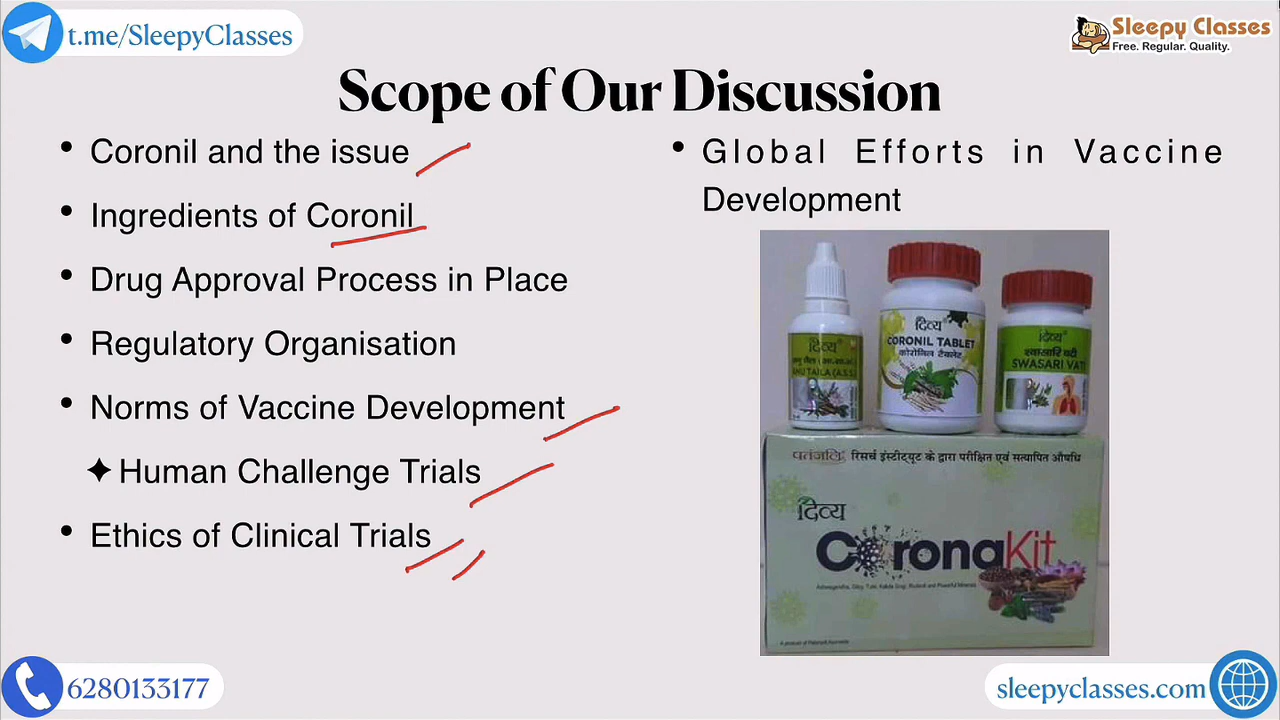 t.me/SleepyClasses
Sleepy Classes
Free. Regular. Quality.
Scope of Our Discussion
• Coronil and the issue
• Ingredients of Coronil
• Drug Approval Process in Place
• Regulatory Organisation
• Norms of Vaccine Development
✦ Human Challenge Trials
• Ethics of Clinical Trials
• Global Efforts in Vaccine
Development
दिव्य
TAILA (A.S.S.)
दिव्य
CORONIL TABLET
कोरोनिल टैबलेट
दिव्य
श्वासारि वटी
SWASARI VATI
पतंजलि रिसर्च इंस्टीट्यूट के द्वारा परीक्षित एवं सत्यापित औषधि
दिव्य
CoronaKit
6280133177
sleepyclasses.com